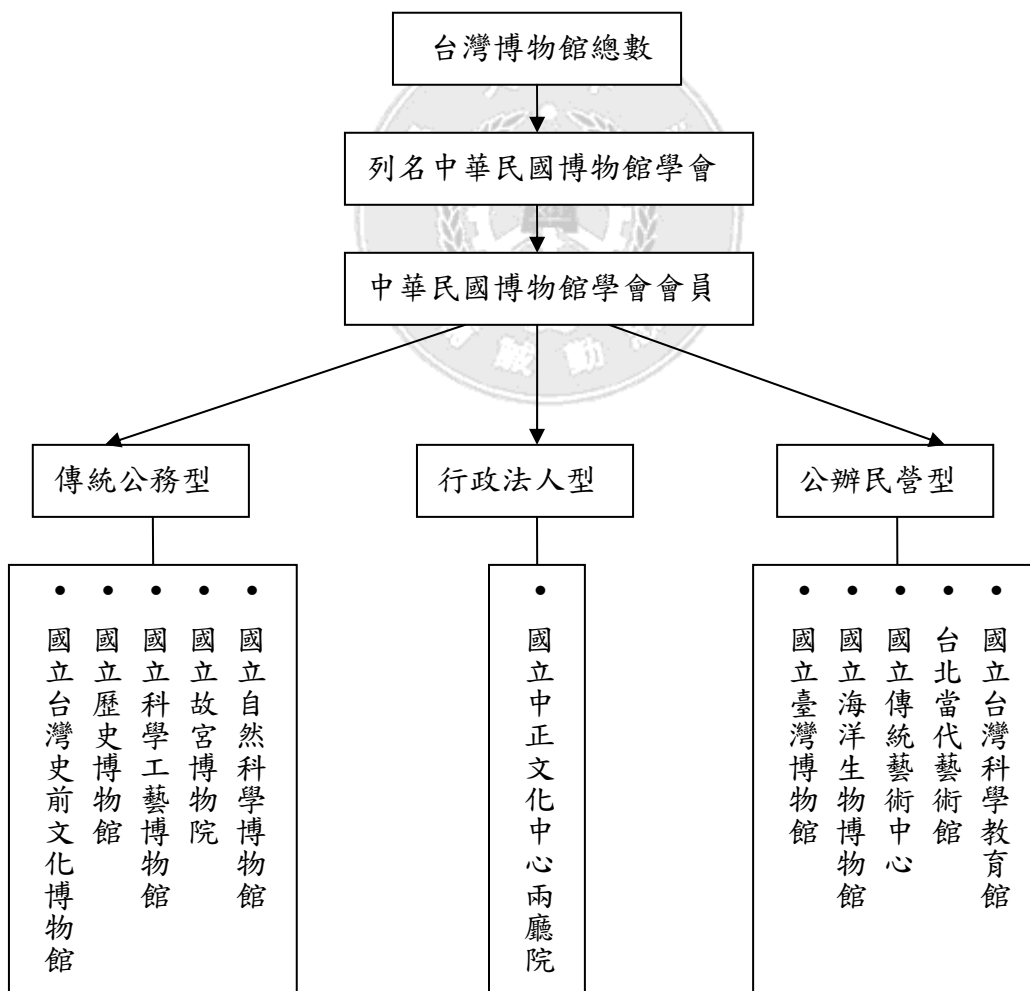 台灣博物館總數
列名中華民國博物館學會
中華民國博物館學會會員
傳統公務型
行政法人型
公辦民營型
• 國立自然科學博物館
• 國立故宮博物院
• 國立科學工藝博物館
• 國立歷史博物館
• 國立台灣史前文化博物館
• 國立中正文化中心兩廳院
• 國立台灣科學教育館
• 台北當代藝術館
• 國立傳統藝術中心
• 國立海洋生物博物館
• 國立臺灣博物館
誠勤